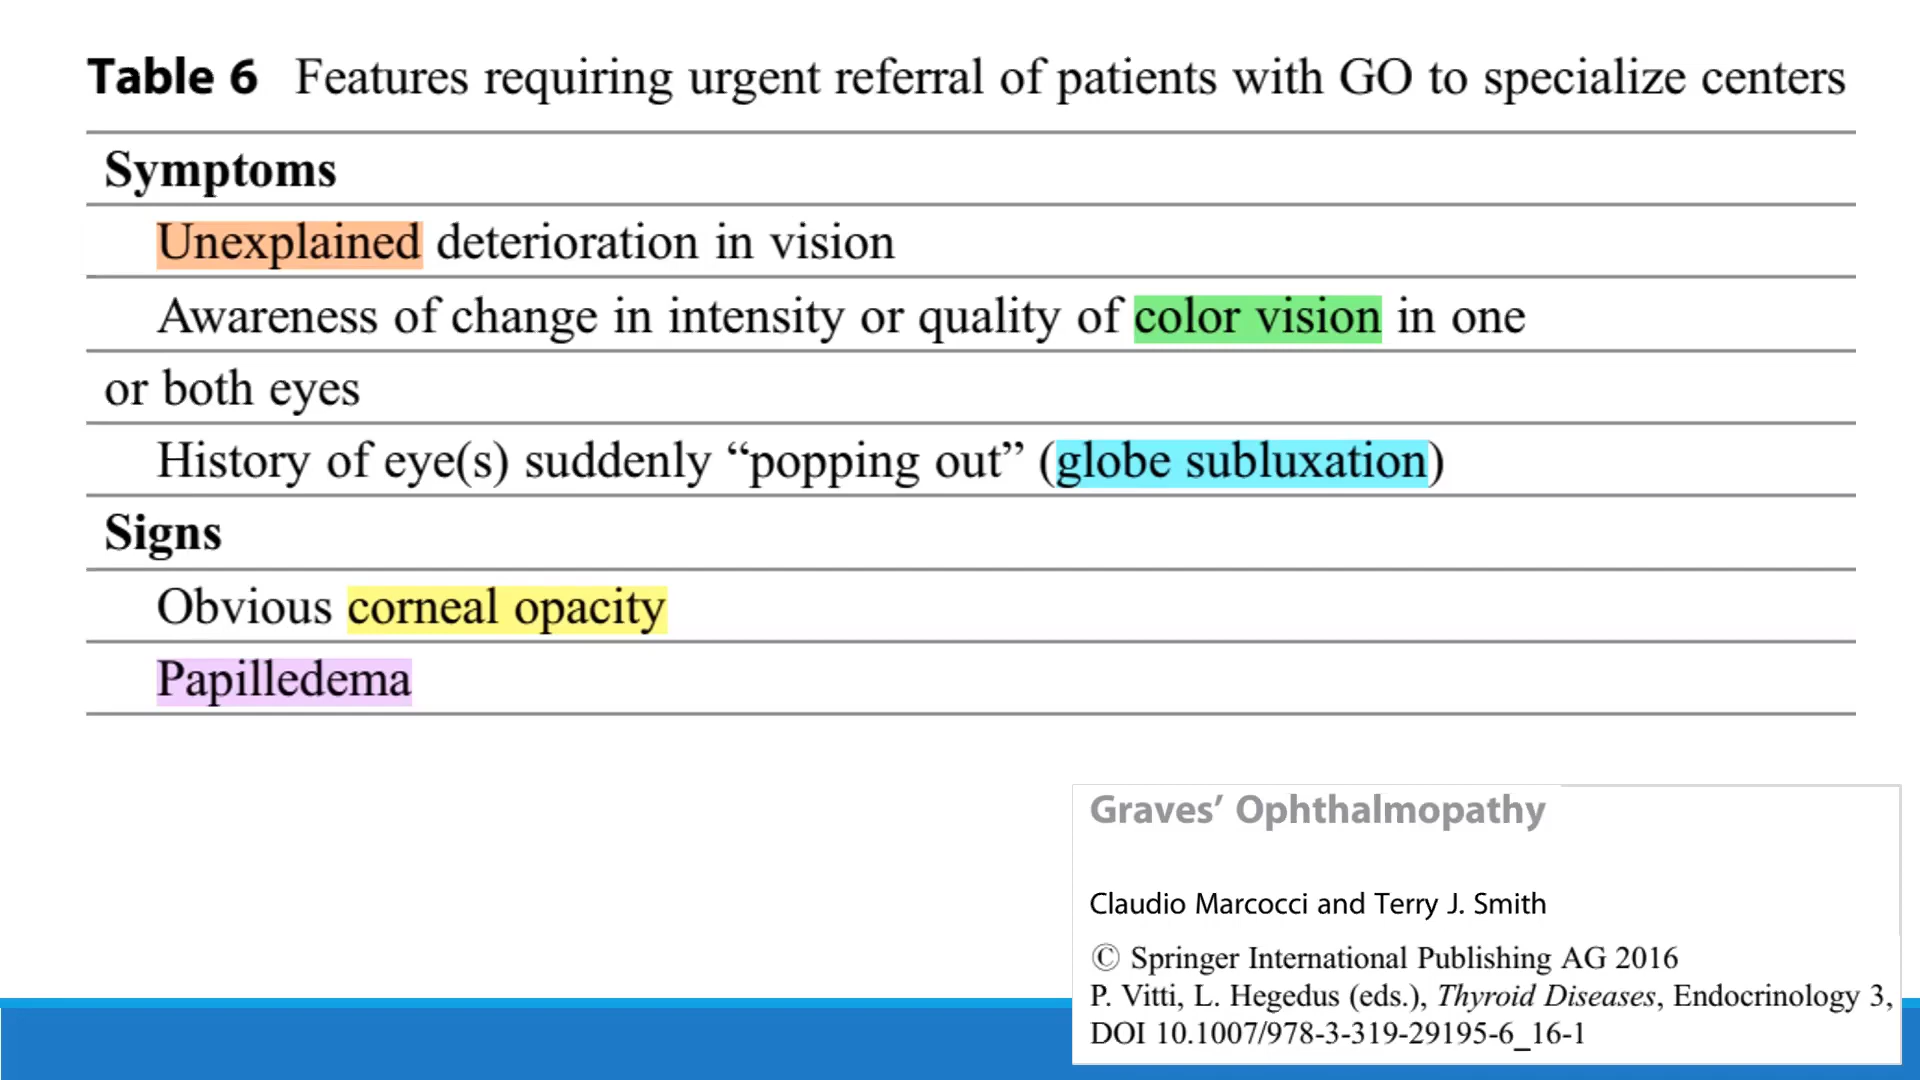 Table 6 Features requiring urgent referral of patients with GO to specialize centers
Symptoms
Unexplained deterioration in vision
Awareness of change in intensity or quality of color vision in one
or both eyes
History of eye(s) suddenly “popping out” (globe subluxation)
Signs
Obvious corneal opacity
Papilledema
Graves’ Ophthalmopathy
Claudio Marcocci and Terry J. Smith
© Springer International Publishing AG 2016
P. Vitti, L. Hegedus (eds.), Thyroid Diseases, Endocrinology 3,
DOI 10.1007/978-3-319-29195-6_16-1